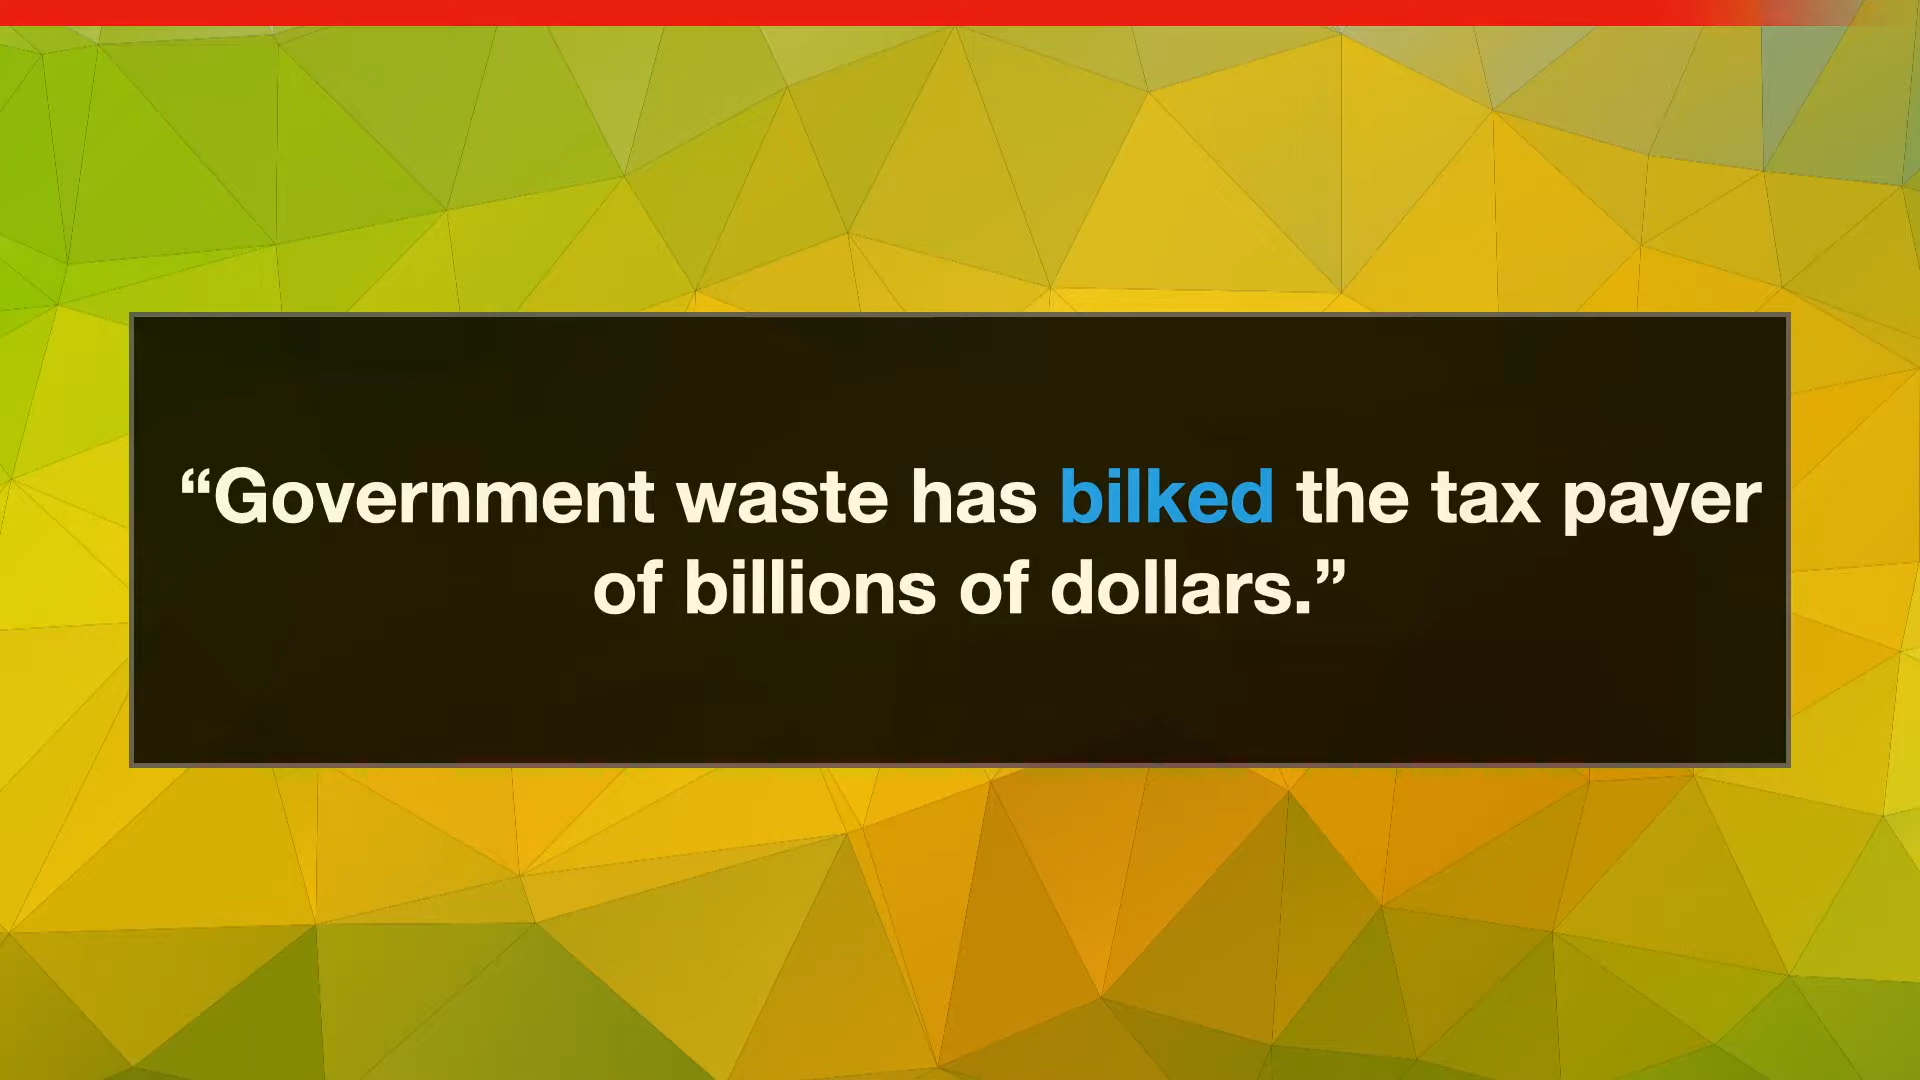 “Government waste has bilked the tax payer
of billions of dollars.”